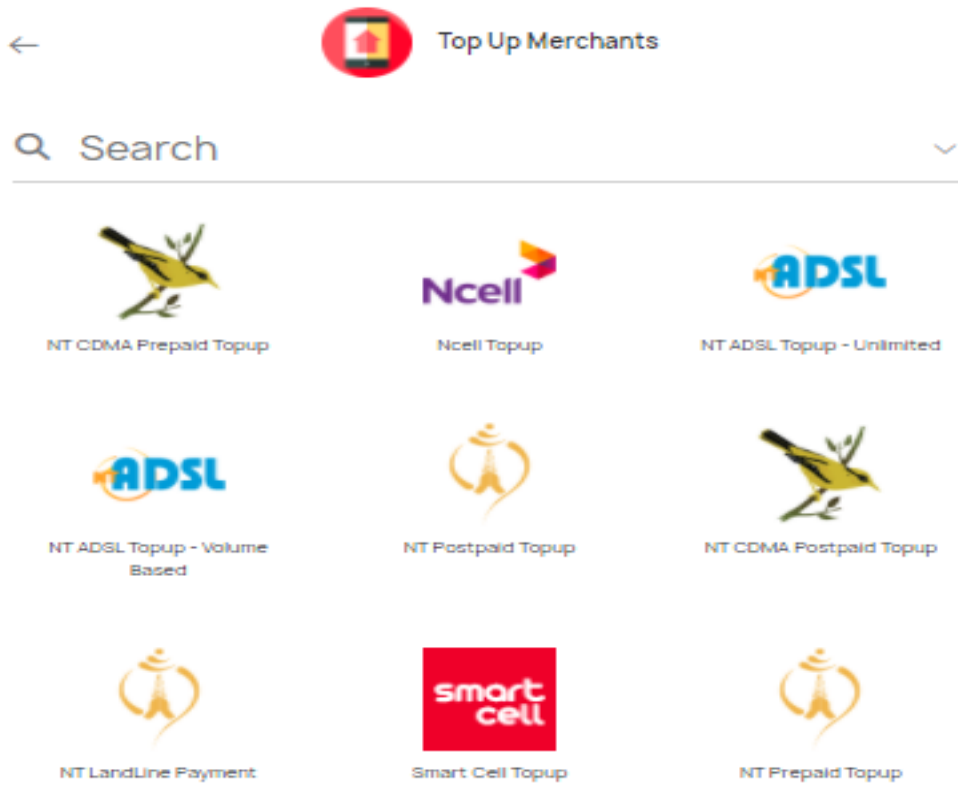 Top Up Merchants
Search
Ncell
NT ADSL
NT CDMA Prepaid Topup
Ncell Topup
NT ADSL Topup - Unlimited
NT ADSL
NT ADSL Topup - Volume
Based
NT Postpaid Topup
NT CDMA Postpaid Topup
smart
cell
NT LandLine Payment
Smart Cell Topup
NT Prepaid Topup